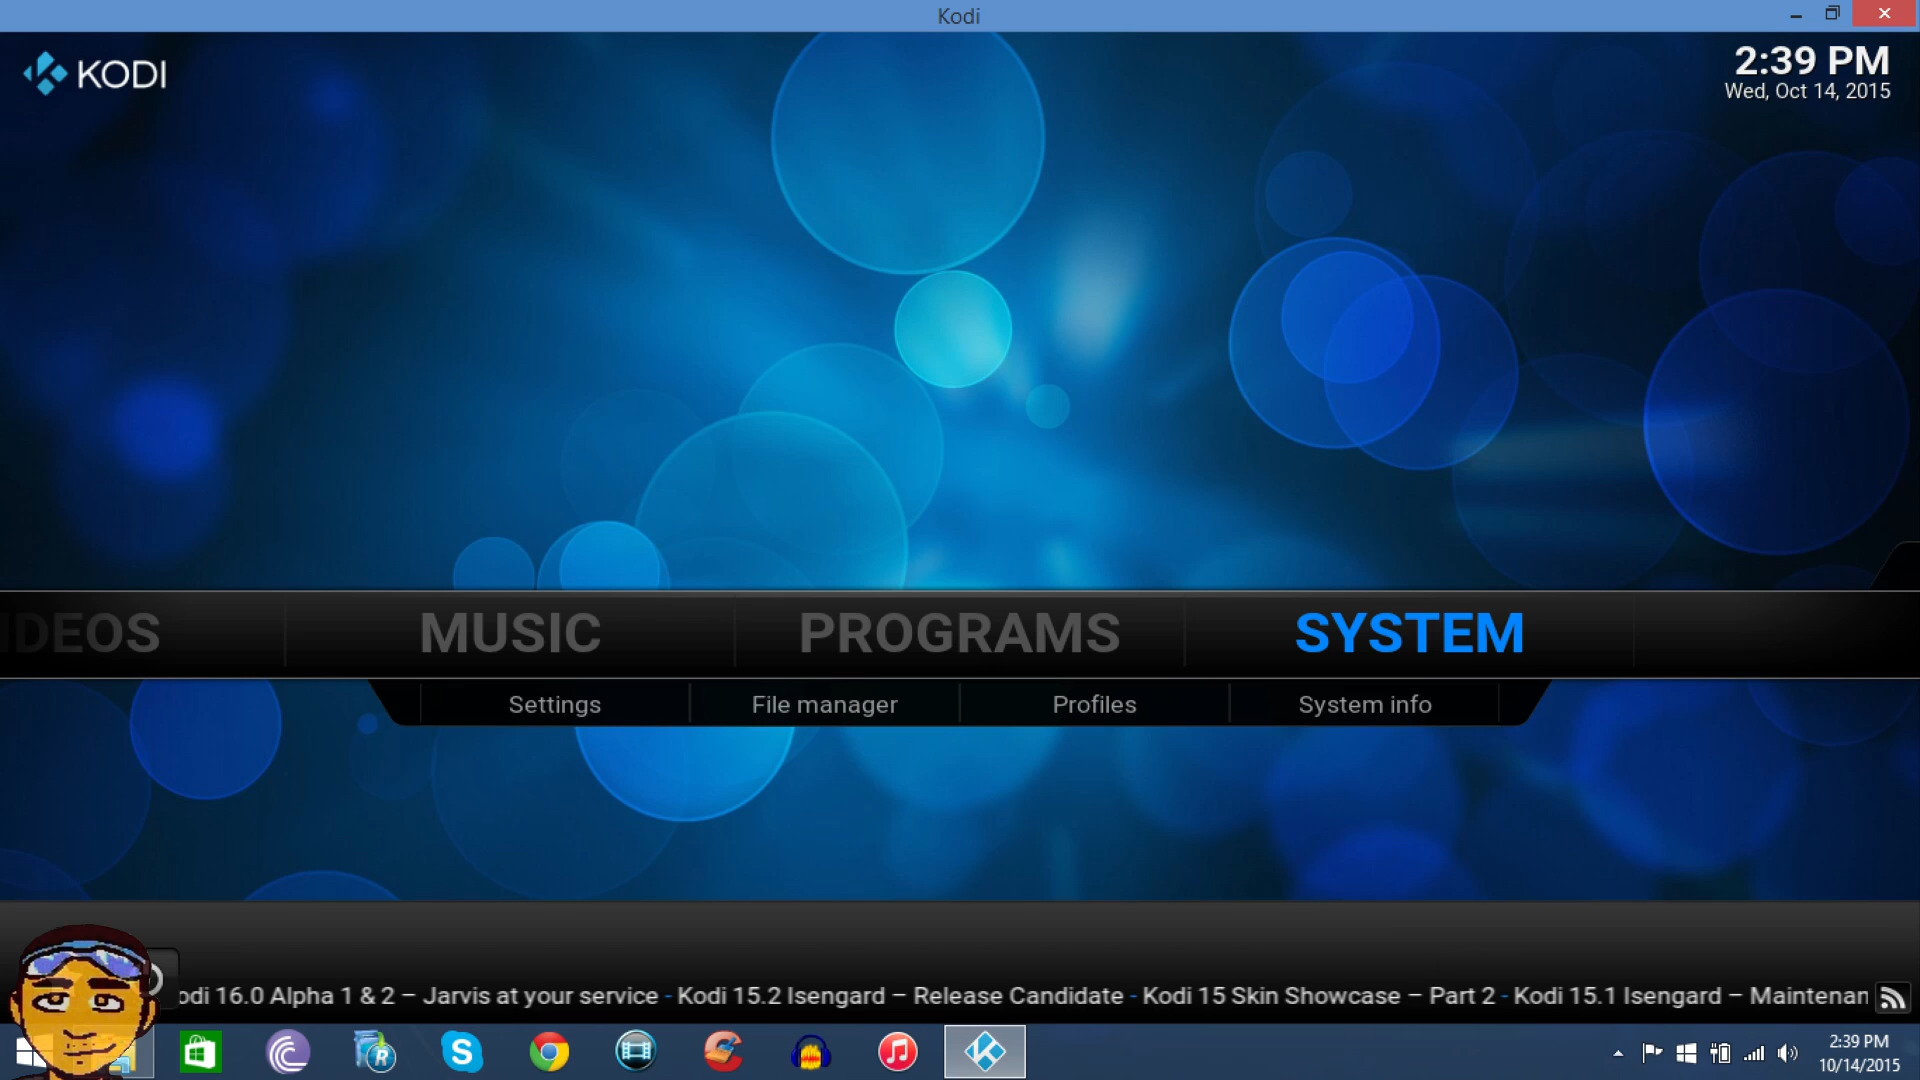 Kodi
KODI
2:39 PM
Wed, Oct 14, 2015
IDEOS MUSIC PROGRAMS SYSTEM
Settings File manager Profiles System info
odi 16.0 Alpha 1 & 2 – Jarvis at your service - Kodi 15.2 Isengard – Release Candidate - Kodi 15 Skin Showcase – Part 2 - Kodi 15.1 Isengard – Maintenan
2:39 PM
10/14/2015